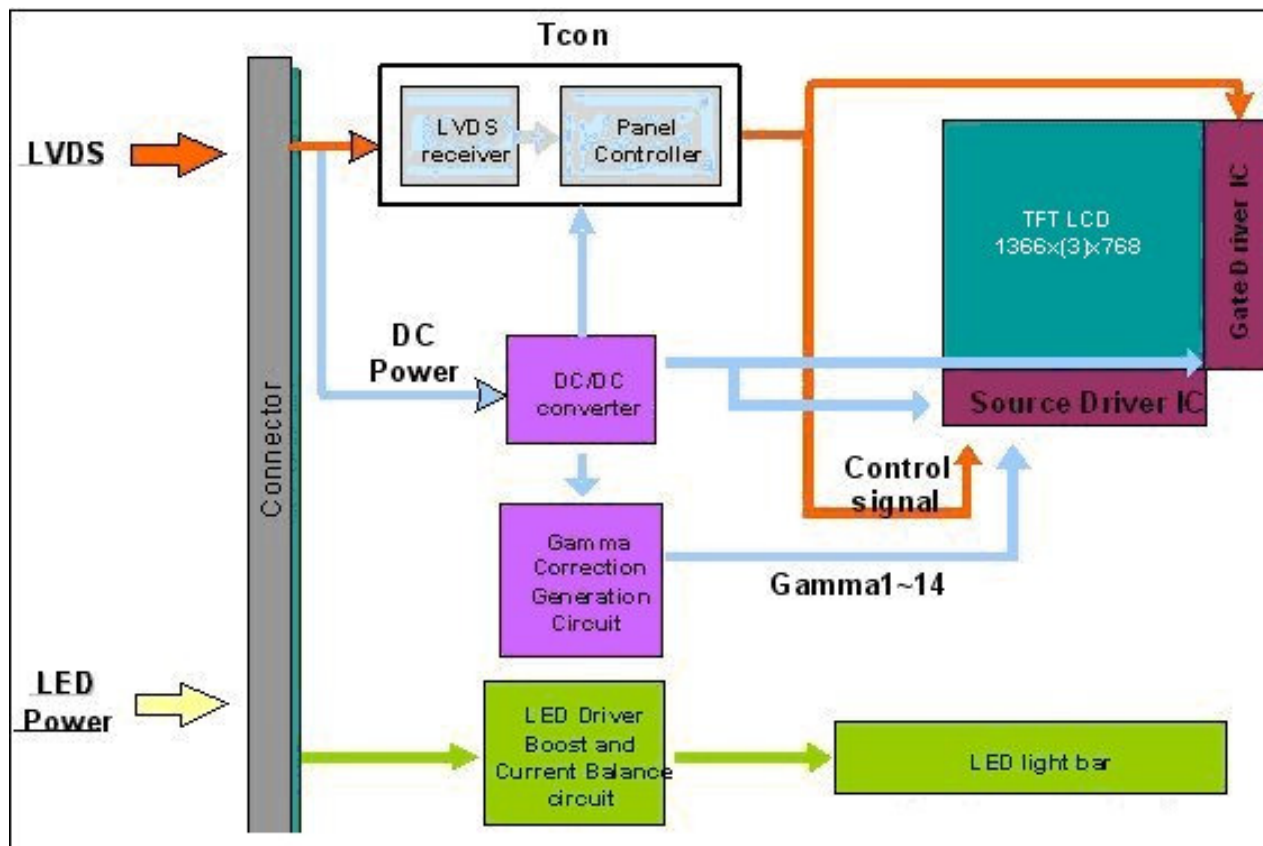 Tcon
LVDS
LVDS
receiver
Panel
Controller
TFT LCD
1366x(3)x768
Gate Driver IC
Source Driver IC
DC
Power
DC/DC
converter
Connector
Control
signal
Gamma
Correction
Generation
Circuit
Gamma1~14
LED
Power
LED Driver
Boost and
Current Balance
circuit
LED light bar